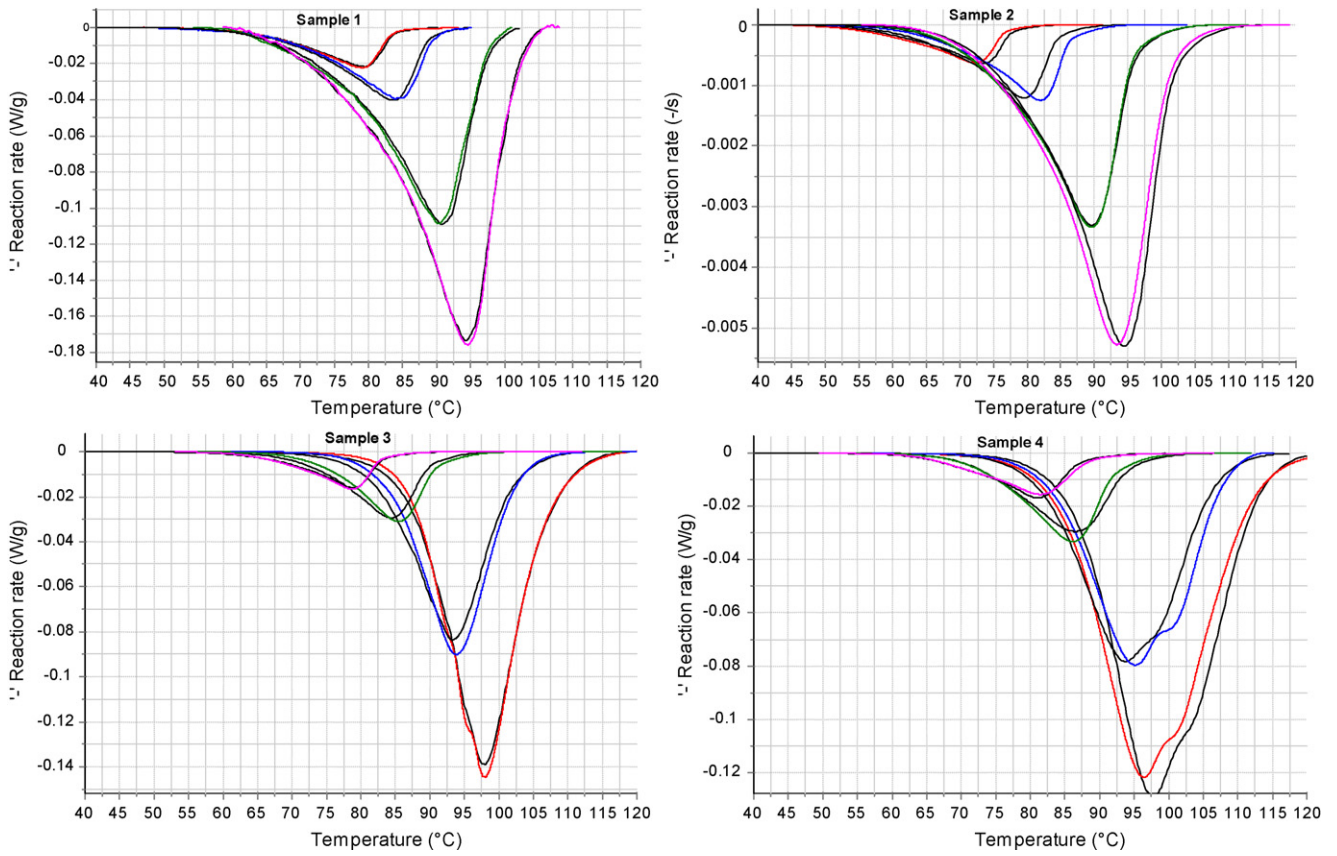 Sample 1
0
-0.02
-0.04
-0.06
-0.08
-0.1
-0.12
-0.14
-0.16
-0.18
'-' Reaction rate (W/g)
40 45 50 55 60 65 70 75 80 85 90 95 100 105 110 115 120
Temperature (°C)
Sample 2
0
-0.001
-0.002
-0.003
-0.004
-0.005
'-' Reaction rate (-/s)
40 45 50 55 60 65 70 75 80 85 90 95 100 105 110 115 120
Temperature (°C)
Sample 3
0
-0.02
-0.04
-0.06
-0.08
-0.1
-0.12
-0.14
'-' Reaction rate (W/g)
40 45 50 55 60 65 70 75 80 85 90 95 100 105 110 115 120
Temperature (°C)
Sample 4
0
-0.02
-0.04
-0.06
-0.08
-0.1
-0.12
'-' Reaction rate (W/g)
40 45 50 55 60 65 70 75 80 85 90 95 100 105 110 115 120
Temperature (°C)